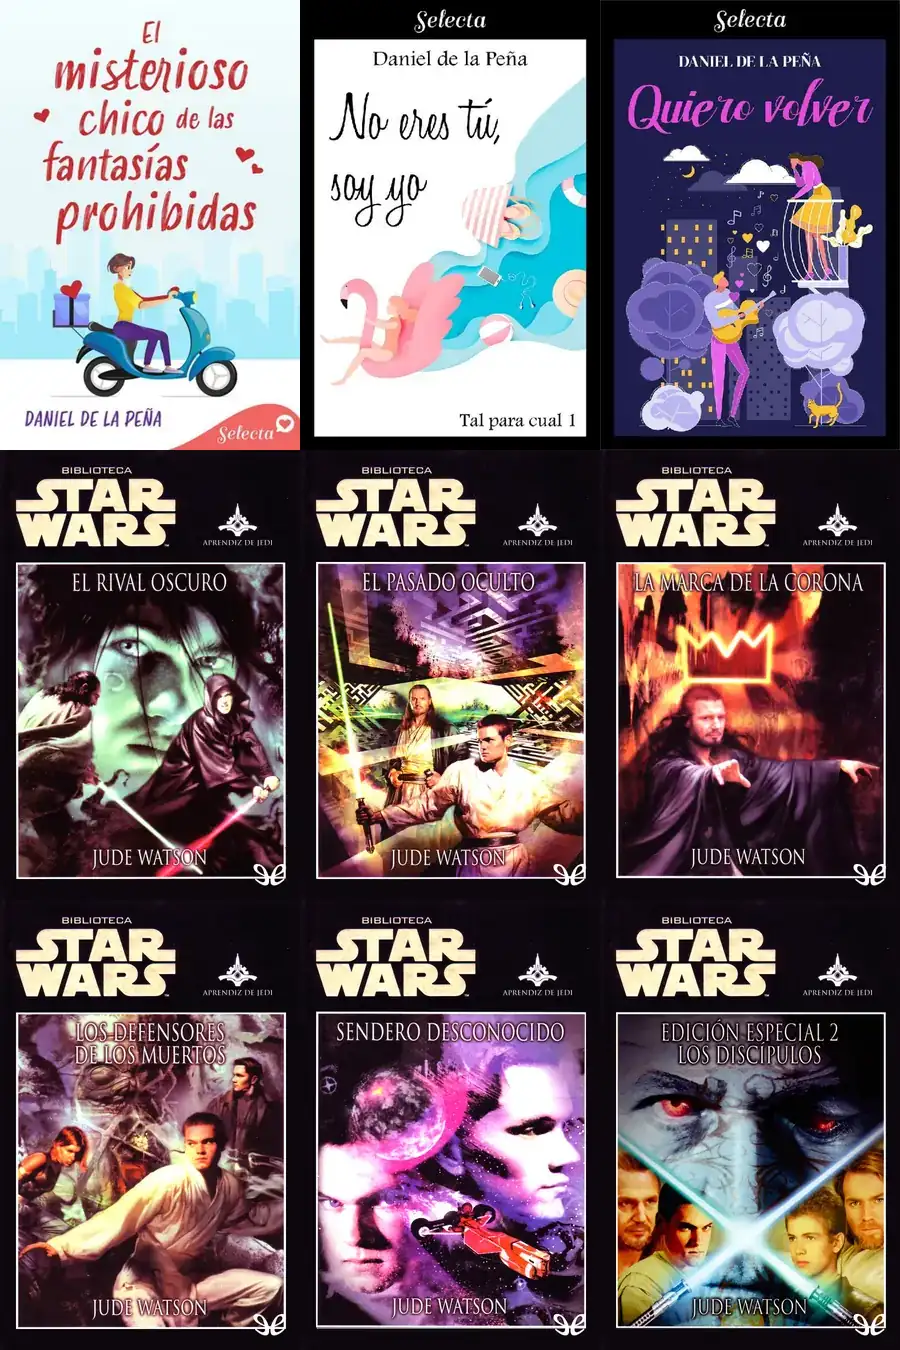 El
misterioso
chico de las
fantasías
prohibidas
DANIEL DE LA PEÑA
Selecta
Selecta
Daniel de la Peña
No eres tú,
soy yo
Tal para cual 1
Selecta
DANIEL DE LA PEÑA
Quiero volver
BIBLIOTECA
STAR
WARS
APRENDIZ DE JEDI
EL RIVAL OSCURO
JUDE WATSON
BIBLIOTECA
STAR
WARS
APRENDIZ DE JEDI
EL PASADO OCULTO
JUDE WATSON
BIBLIOTECA
STAR
WARS
APRENDIZ DE JEDI
LA MARCA DE LA CORONA
JUDE WATSON
BIBLIOTECA
STAR
WARS
APRENDIZ DE JEDI
LOS DEFENSORES
DE LOS MUERTOS
JUDE WATSON
BIBLIOTECA
STAR
WARS
APRENDIZ DE JEDI
SENDERO DESCONOCIDO
JUDE WATSON
BIBLIOTECA
STAR
WARS
APRENDIZ DE JEDI
EDICIÓN ESPECIAL 2
LOS DISCÍPULOS
JUDE WATSON